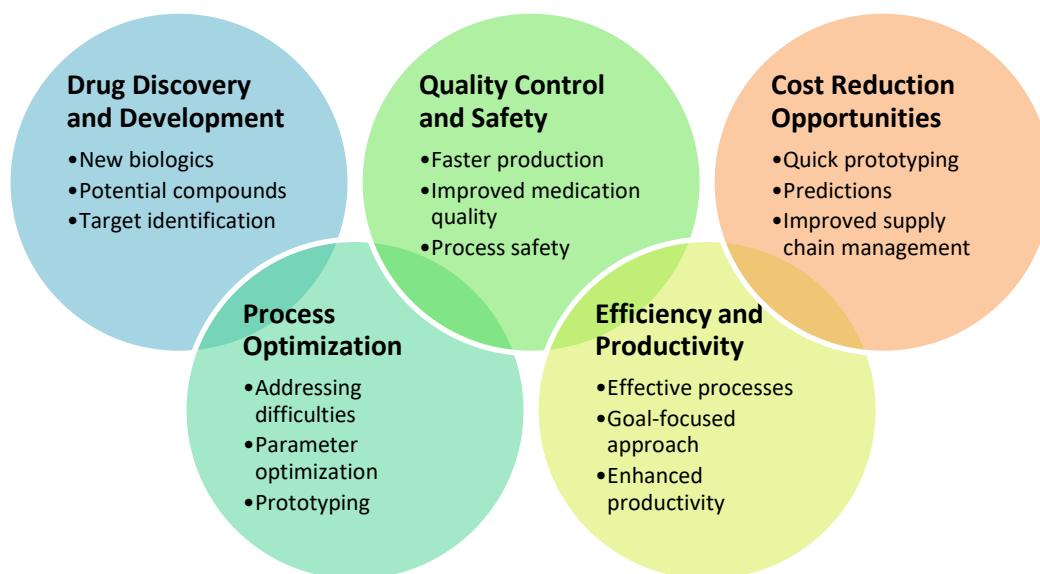 Drug Discovery
and Development
•New biologics
•Potential compounds
•Target identification
Quality Control
and Safety
•Faster production
•Improved medication
quality
•Process safety
Cost Reduction
Opportunities
•Quick prototyping
•Predictions
•Improved supply
chain management
Process
Optimization
•Addressing
difficulties
•Parameter
optimization
•Prototyping
Efficiency and
Productivity
•Effective processes
•Goal-focused
approach
•Enhanced
productivity